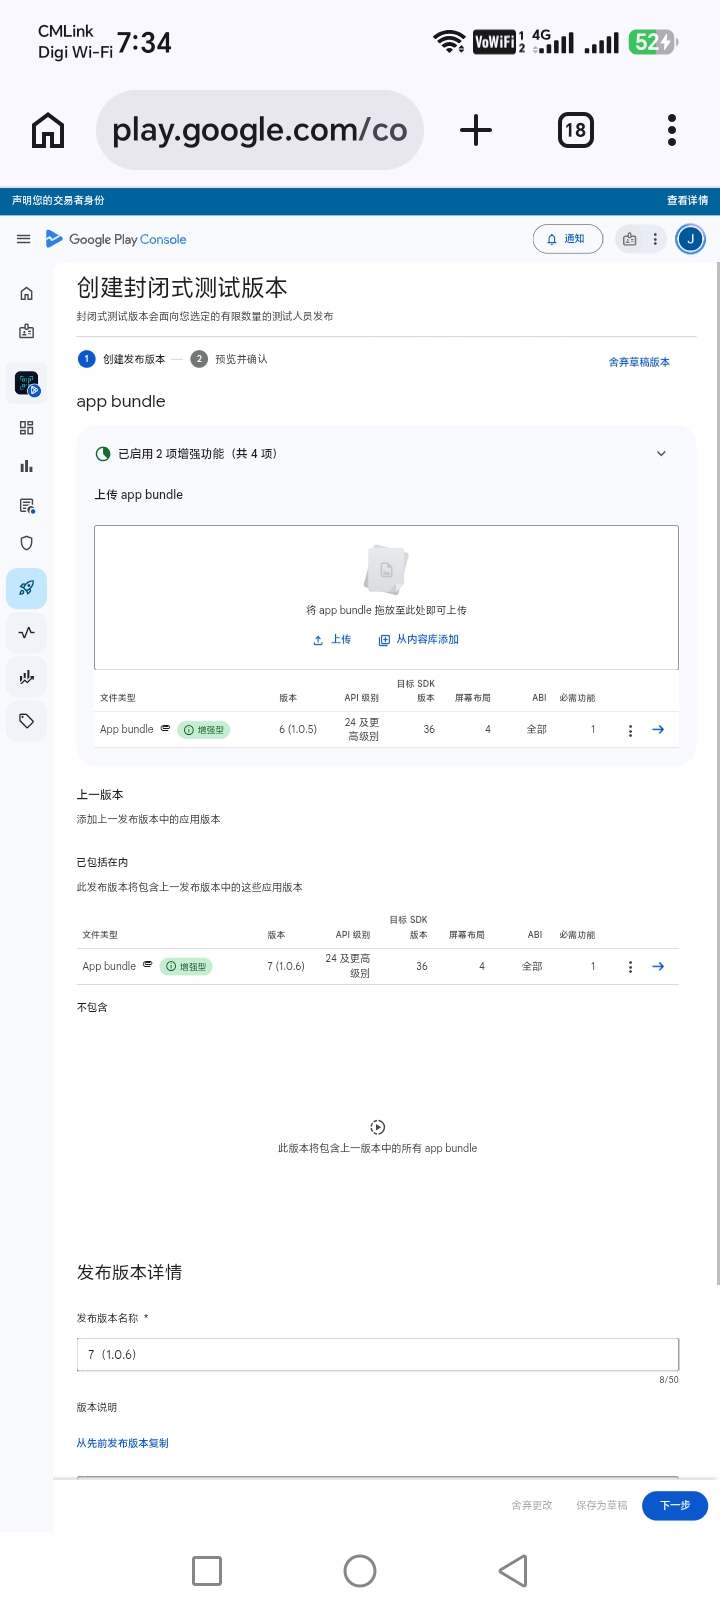 CMLink
Digi Wi-Fi
7:34
VoWiFi 1 2
4G
52
play.google.com/co
18
声明您的交易者身份
查看详情
Google Play Console
通知
J
创建封闭式测试版本
封闭式测试版本会面向您选定的有限数量的测试人员发布
1 创建发布版本 — 2 预览并确认
舍弃草稿版本
app bundle
已启用 2 项增强功能（共 4 项）
上传 app bundle
将 app bundle 拖放至此处即可上传
上传 从内容库添加
文件类型 版本 API 级别 目标 SDK 版本 屏幕布局 ABI 必需功能
App bundle 增强型 6 (1.0.5) 24 及更高级别 36 4 全部 1
上一版本
添加上一发布版本中的应用版本
已包括在内
此发布版本将包含上一发布版本中的这些应用版本
文件类型 版本 API 级别 目标 SDK 版本 屏幕布局 ABI 必需功能
App bundle 增强型 7 (1.0.6) 24 及更高级别 36 4 全部 1
不包含
此版本将包含上一版本中的所有 app bundle
发布版本详情
发布版本名称 *
7（1.0.6）
8/50
版本说明
从先前发布版本复制
舍弃更改 保存为草稿 下一步